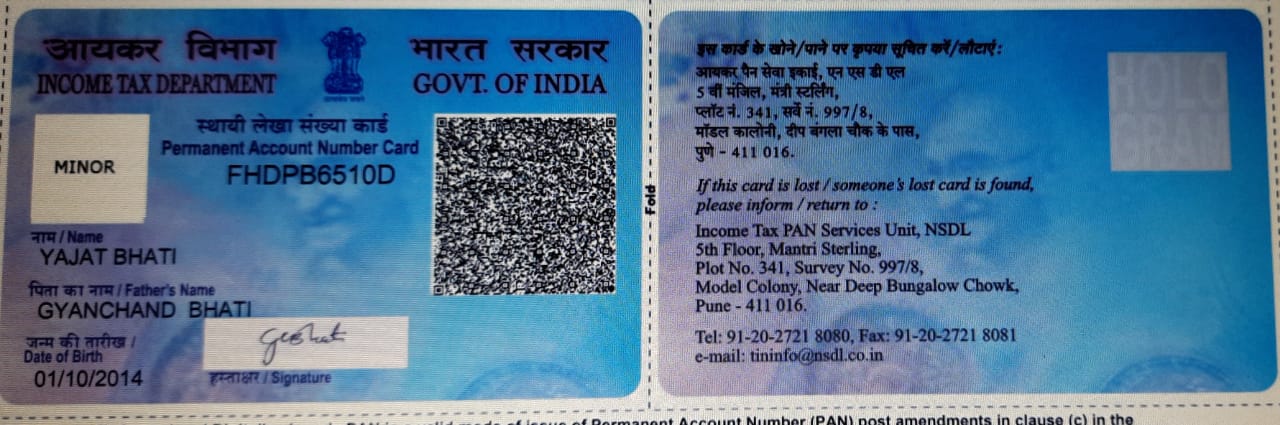 आयकर विभाग
INCOME TAX DEPARTMENT
भारत सरकार
GOVT. OF INDIA
स्थायी लेखा संख्या कार्ड
Permanent Account Number Card
FHDPB6510D
MINOR
नाम / Name
YAJAT BHATI
पिता का नाम / Father's Name
GYANCHAND BHATI
जन्म की तारीख /
Date of Birth
01/10/2014
हस्ताक्षर / Signature
Fold
इस कार्ड के खोने/पाने पर कृपया सूचित करें/लौटाएं:
आयकर पैन सेवा इकाई, एन एस डी एल
5 वीं मंजिल, मंत्री स्टर्लिंग,
प्लॉट नं. 341, सर्वे नं. 997/8,
मॉडल कालोनी, दीप बंगला चौक के पास,
पुणे - 411 016.
HOLO
GRAM
If this card is lost / someone's lost card is found,
please inform / return to :
Income Tax PAN Services Unit, NSDL
5th Floor, Mantri Sterling,
Plot No. 341, Survey No. 997/8,
Model Colony, Near Deep Bungalow Chowk,
Pune - 411 016.
Tel: 91-20-2721 8080, Fax: 91-20-2721 8081
e-mail: tininfo@nsdl.co.in
PAN is a valid mode of issue of Permanent Account Number (PAN) post amendments in clause (c) in the